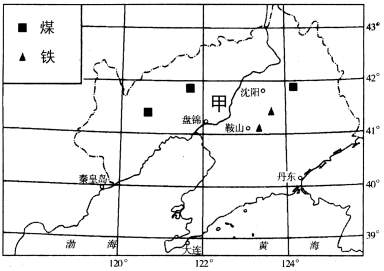 煤
铁
43°
42°
41°
40°
39°
沈阳
甲
盘锦
鞍山
秦皇岛
丹东
大连
渤 海
黄 海
120° 122° 124°